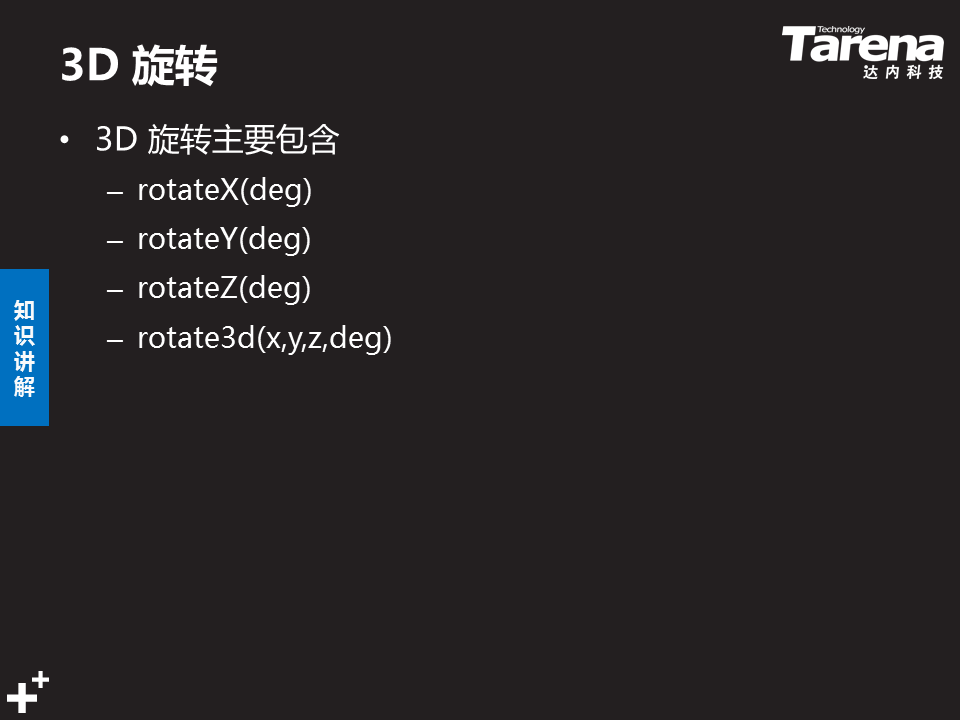 3D 旋转
Technology
Tarena
达内科技
• 3D 旋转主要包含
– rotateX(deg)
– rotateY(deg)
– rotateZ(deg)
– rotate3d(x,y,z,deg)
知
识
讲
解